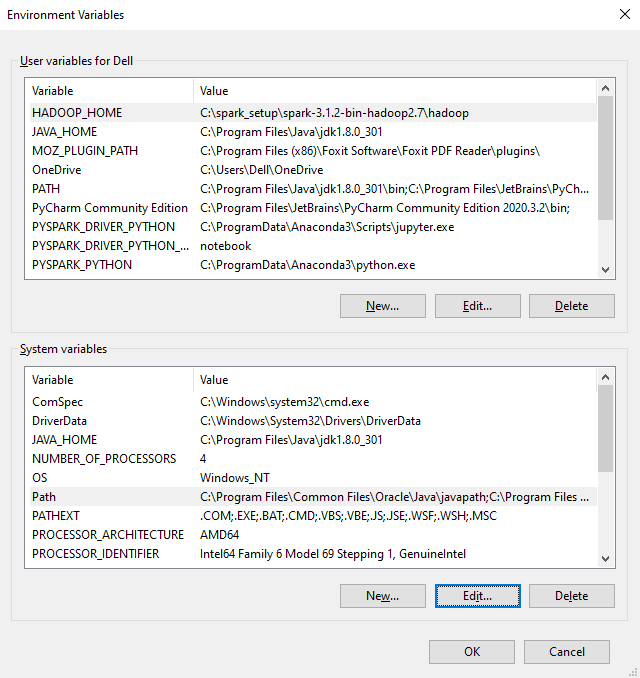 Environment Variables
User variables for Dell
Variable Value
HADOOP_HOME C:\spark_setup\spark-3.1.2-bin-hadoop2.7\hadoop
JAVA_HOME C:\Program Files\Java\jdk1.8.0_301
MOZ_PLUGIN_PATH C:\Program Files (x86)\Foxit Software\Foxit PDF Reader\plugins\
OneDrive C:\Users\Dell\OneDrive
PATH C:\Program Files\Java\jdk1.8.0_301\bin;C:\Program Files\JetBrains\PyCh...
PyCharm Community Edition C:\Program Files\JetBrains\PyCharm Community Edition 2020.3.2\bin;
PYSPARK_DRIVER_PYTHON C:\ProgramData\Anaconda3\Scripts\jupyter.exe
PYSPARK_DRIVER_PYTHON_... notebook
PYSPARK_PYTHON C:\ProgramData\Anaconda3\python.exe
New... Edit... Delete
System variables
Variable Value
ComSpec C:\Windows\system32\cmd.exe
DriverData C:\Windows\System32\Drivers\DriverData
JAVA_HOME C:\Program Files\Java\jdk1.8.0_301
NUMBER_OF_PROCESSORS 4
OS Windows_NT
Path C:\Program Files\Common Files\Oracle\Java\javapath;C:\Program Files ...
PATHEXT .COM;.EXE;.BAT;.CMD;.VBS;.VBE;.JS;.JSE;.WSF;.WSH;.MSC
PROCESSOR_ARCHITECTURE AMD64
PROCESSOR_IDENTIFIER Intel64 Family 6 Model 69 Stepping 1, GenuineIntel
New... Edit... Delete
OK Cancel